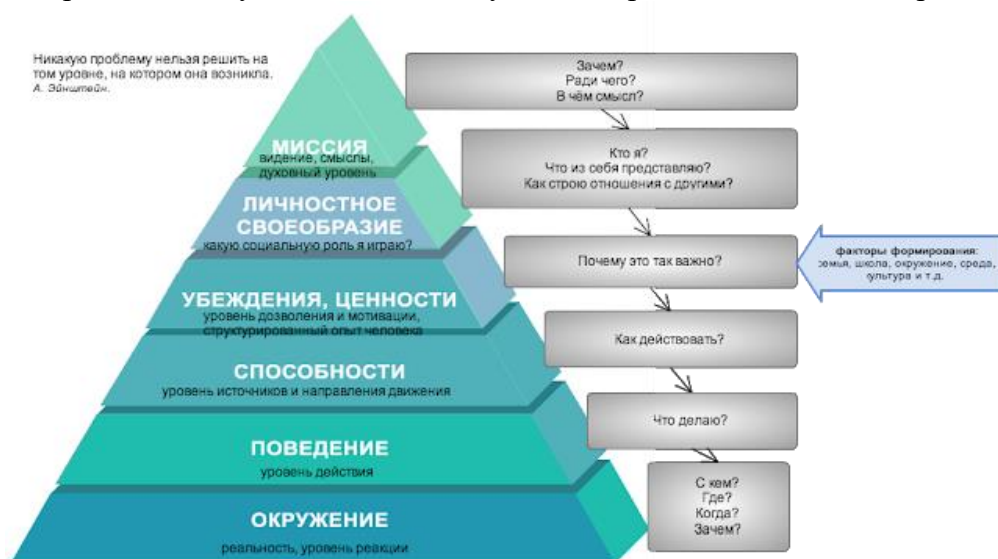 Никакую проблему нельзя решить на
том уровне, на котором она возникла.
А. Эйнштейн.
Зачем?
Ради чего?
В чём смысл?
МИССИЯ
видение, смыслы,
духовный уровень
Кто я?
Что из себя представляю?
Как строю отношения с другими?
ЛИЧНОСТНОЕ
СВОЕОБРАЗИЕ
какую социальную роль я играю?
Почему это так важно?
факторы формирования:
семья, школа, окружение, среда,
культура и т.д.
УБЕЖДЕНИЯ, ЦЕННОСТИ
уровень дозволения и мотивации,
структурированный опыт человека
Как действовать?
СПОСОБНОСТИ
уровень источников и направления движения
Что делаю?
ПОВЕДЕНИЕ
уровень действия
С кем?
Где?
Когда?
Зачем?
ОКРУЖЕНИЕ
реальность, уровень реакции